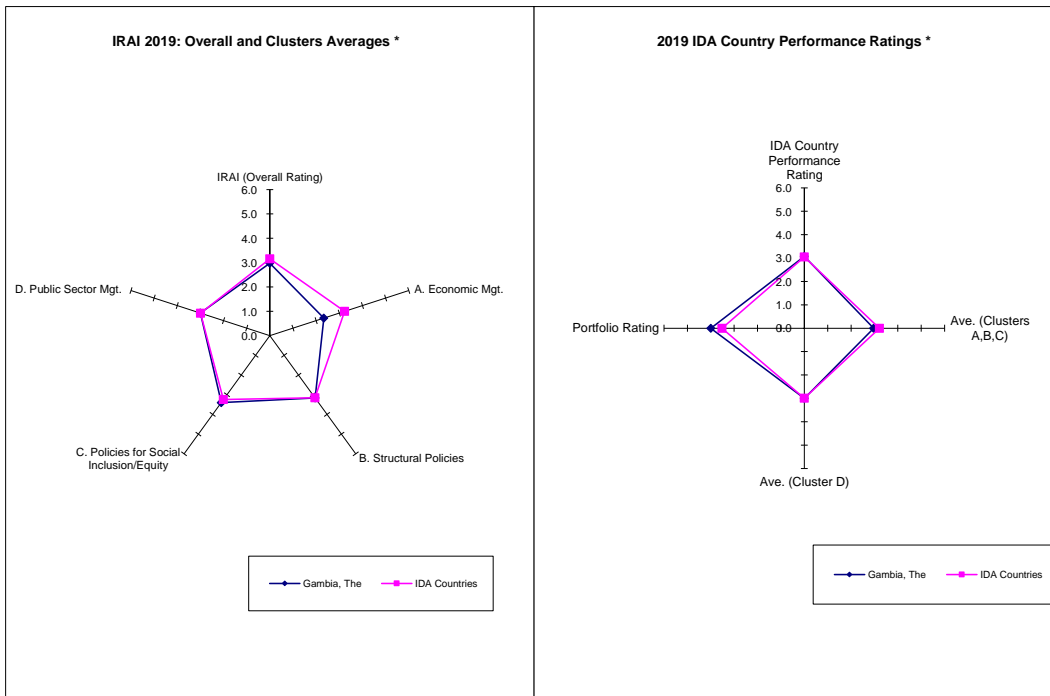 IRAI 2019: Overall and Clusters Averages *
IRAI (Overall Rating)
6.0
5.0
4.0
3.0
2.0
1.0
0.0
A. Economic Mgt.
B. Structural Policies
C. Policies for Social
Inclusion/Equity
D. Public Sector Mgt.
Gambia, The
IDA Countries
2019 IDA Country Performance Ratings *
IDA Country
Performance
Rating
6.0
5.0
4.0
3.0
2.0
1.0
0.0
Ave. (Clusters
A,B,C)
Ave. (Cluster D)
Portfolio Rating
Gambia, The
IDA Countries